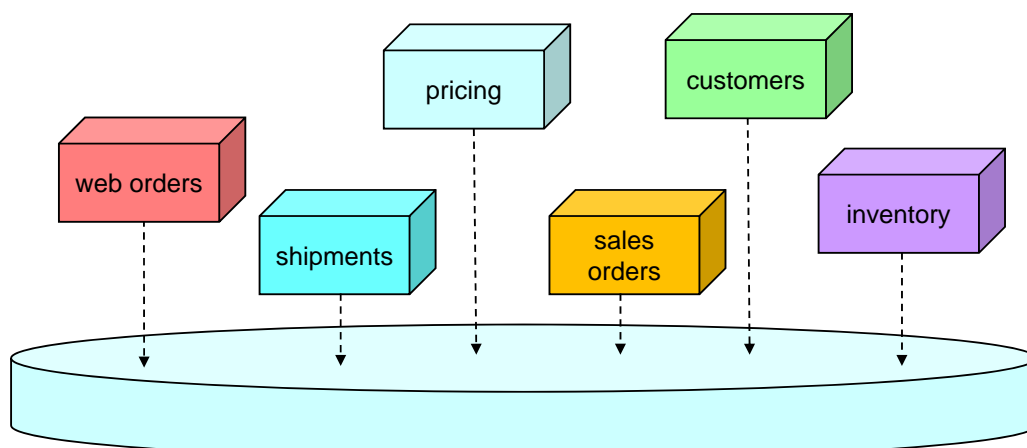 web orders
shipments
pricing
sales
orders
customers
inventory